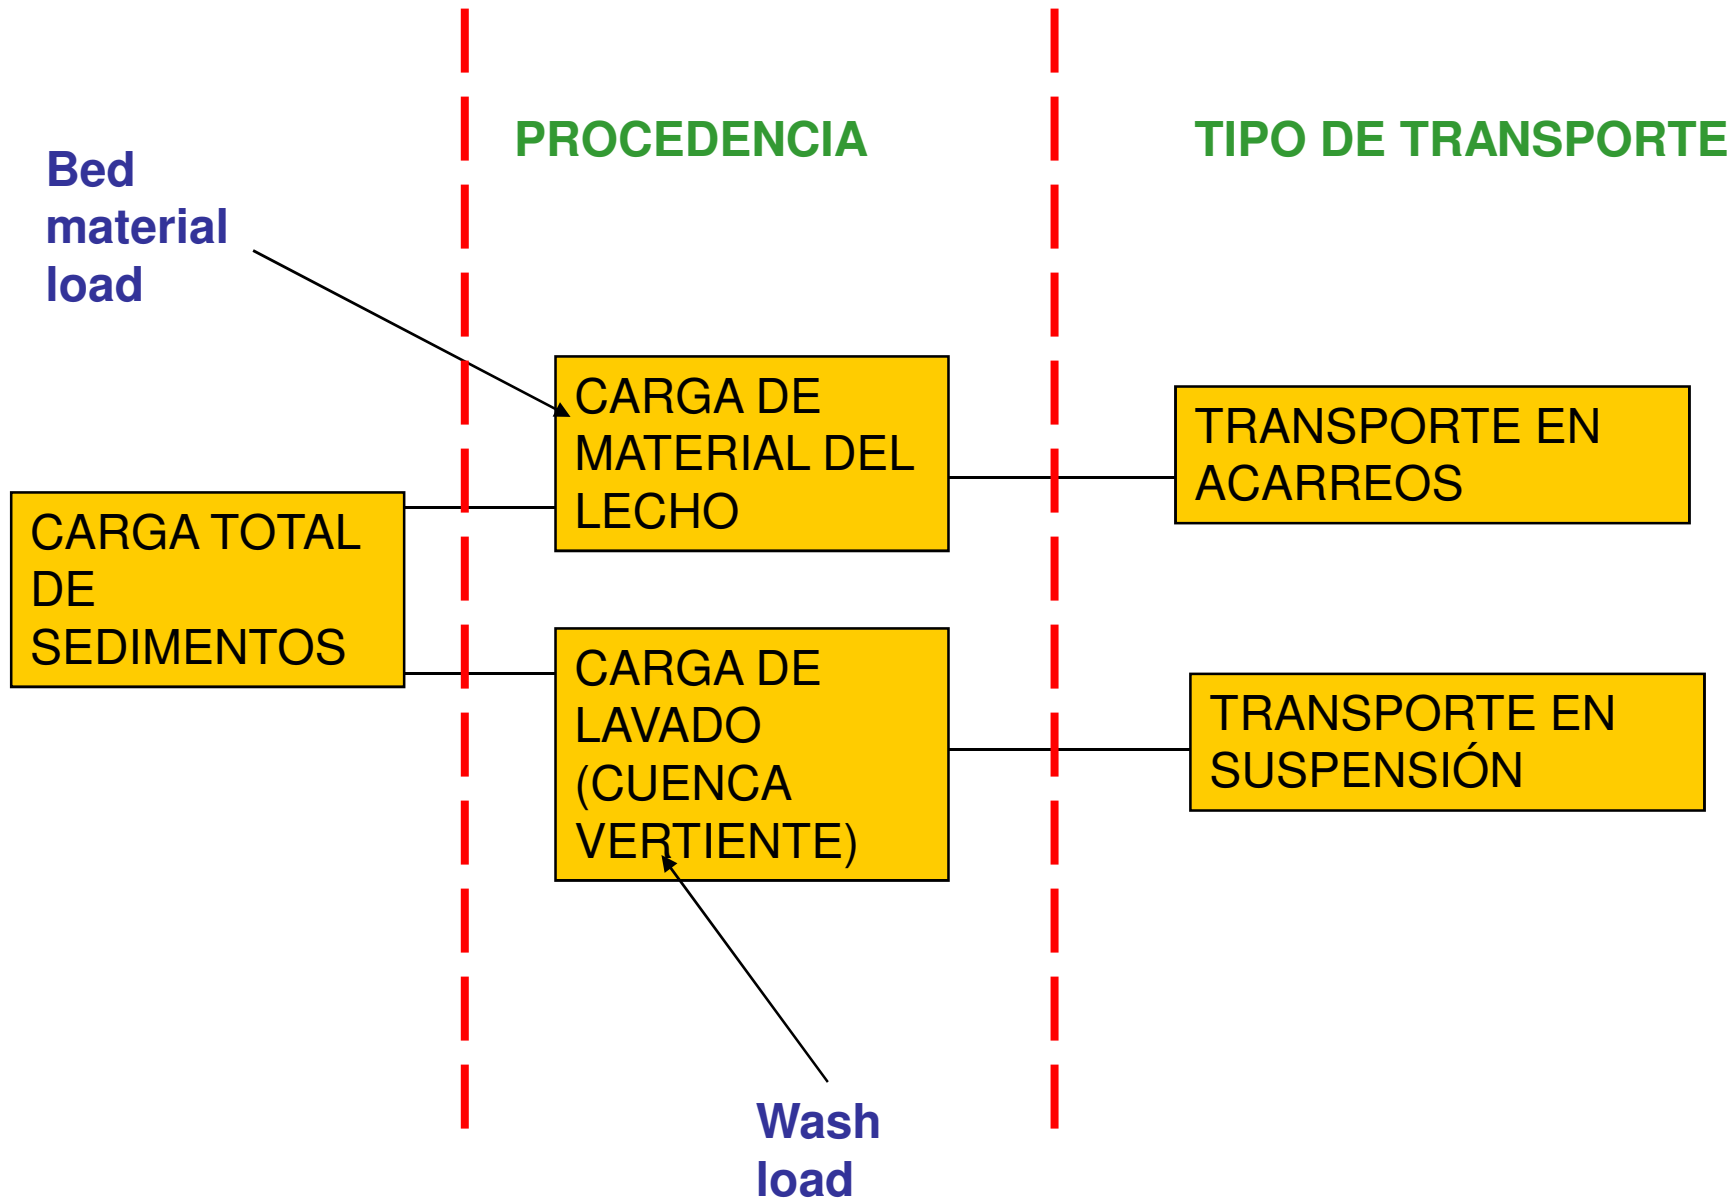 PROCEDENCIA
TIPO DE TRANSPORTE
Bed
material
load
CARGA DE
MATERIAL DEL
LECHO
TRANSPORTE EN
ACARREOS
CARGA TOTAL
DE
SEDIMENTOS
CARGA DE
LAVADO
(CUENCA
VERTIENTE)
TRANSPORTE EN
SUSPENSIÓN
Wash
load